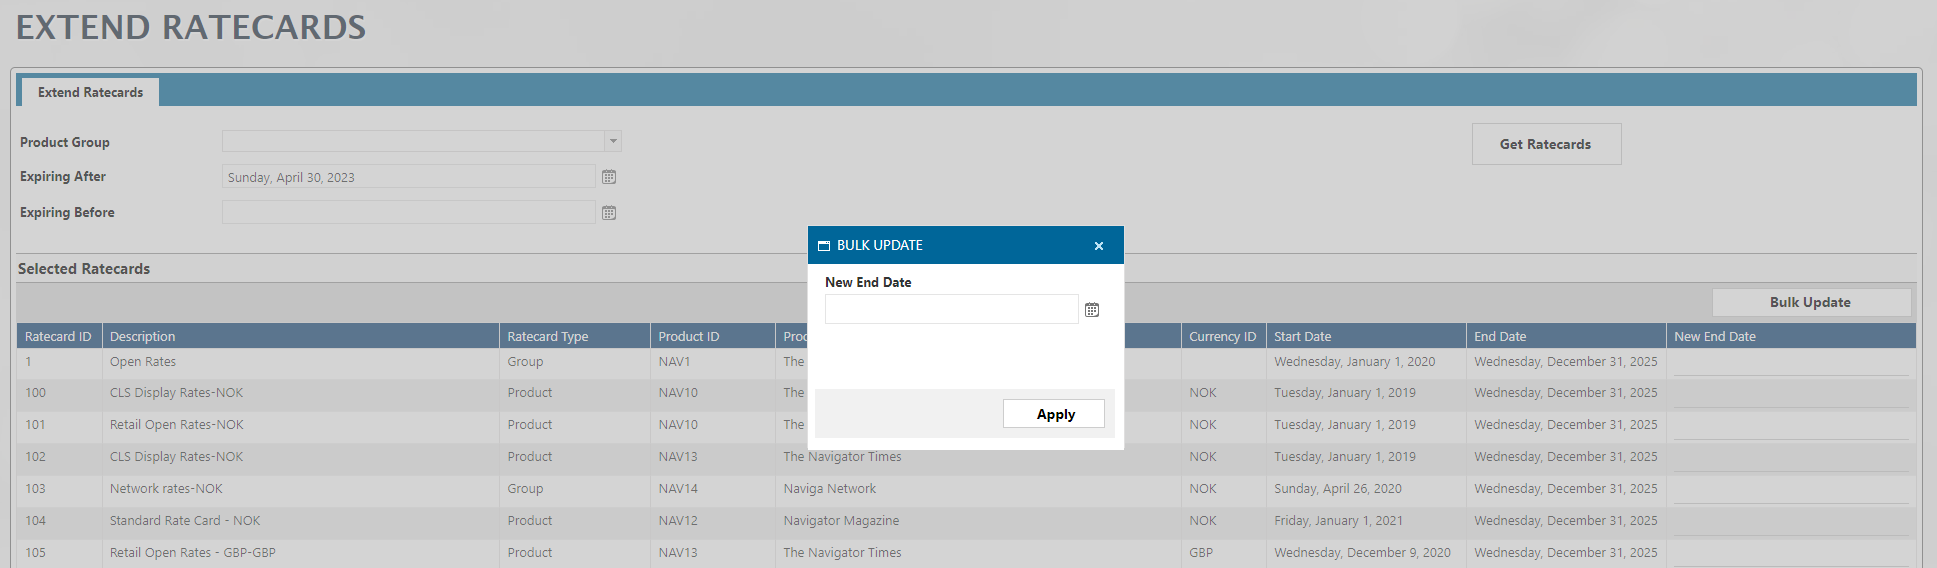 EXTEND RATECARDS
Extend Ratecards
Product Group
Get Ratecards
Expiring After Sunday, April 30, 2023
Expiring Before
BULK UPDATE
New End Date
Apply
Selected Ratecards
Bulk Update
Ratecard ID Description Ratecard Type Product ID Currency ID Start Date End Date New End Date
1 Open Rates Group NAV1 The Wednesday, January 1, 2020 Wednesday, December 31, 2025
100 CLS Display Rates-NOK Product NAV10 The NOK Tuesday, January 1, 2019 Wednesday, December 31, 2025
101 Retail Open Rates-NOK Product NAV10 The NOK Tuesday, January 1, 2019 Wednesday, December 31, 2025
102 CLS Display Rates-NOK Product NAV13 The Navigator Times NOK Tuesday, January 1, 2019 Wednesday, December 31, 2025
103 Network rates-NOK Group NAV14 Naviga Network NOK Sunday, April 26, 2020 Wednesday, December 31, 2025
104 Standard Rate Card - NOK Product NAV12 Navigator Magazine NOK Friday, January 1, 2021 Wednesday, December 31, 2025
105 Retail Open Rates - GBP-GBP Product NAV13 The Navigator Times GBP Wednesday, December 9, 2020 Wednesday, December 31, 2025